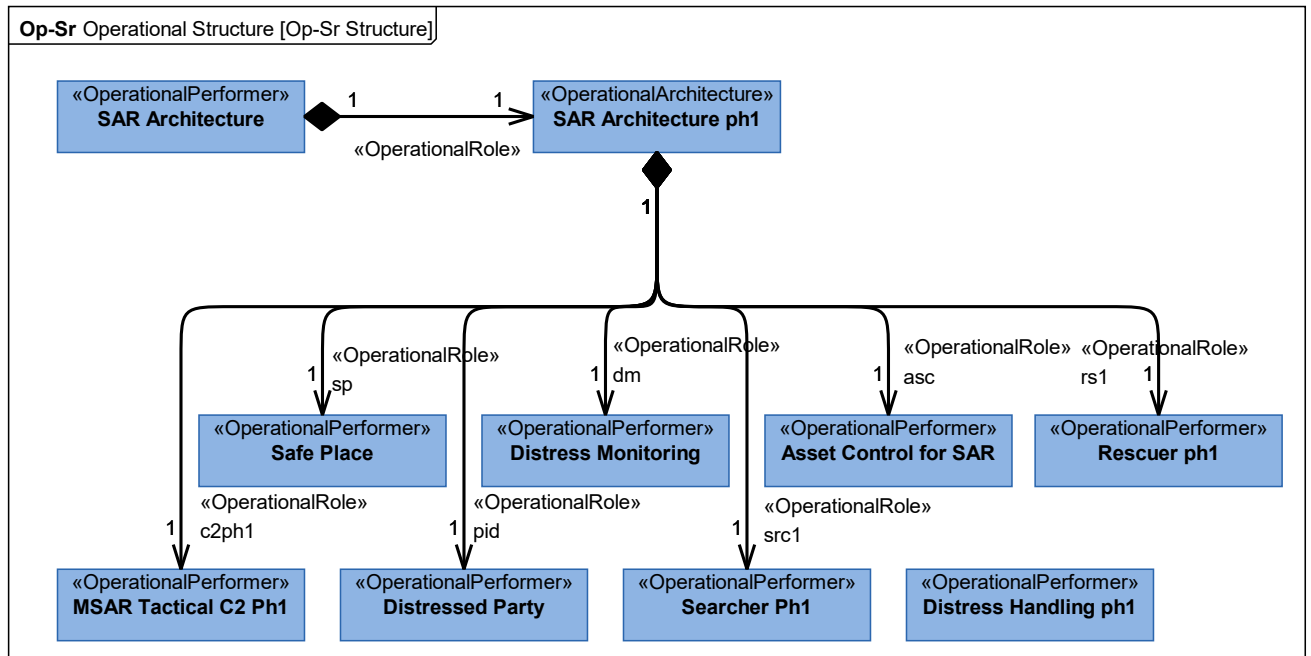 Op-Sr Operational Structure [Op-Sr Structure]
«OperationalPerformer»
SAR Architecture
1
1
«OperationalRole»
«OperationalArchitecture»
SAR Architecture ph1
1
«OperationalRole»
1
sp
«OperationalRole»
1
dm
«OperationalRole»
1
asc
«OperationalRole»
rs1
1
«OperationalPerformer»
Safe Place
«OperationalPerformer»
Distress Monitoring
«OperationalPerformer»
Asset Control for SAR
«OperationalPerformer»
Rescuer ph1
«OperationalRole»
1
c2ph1
«OperationalRole»
1
pid
«OperationalRole»
1
src1
«OperationalPerformer»
MSAR Tactical C2 Ph1
«OperationalPerformer»
Distressed Party
«OperationalPerformer»
Searcher Ph1
«OperationalPerformer»
Distress Handling ph1